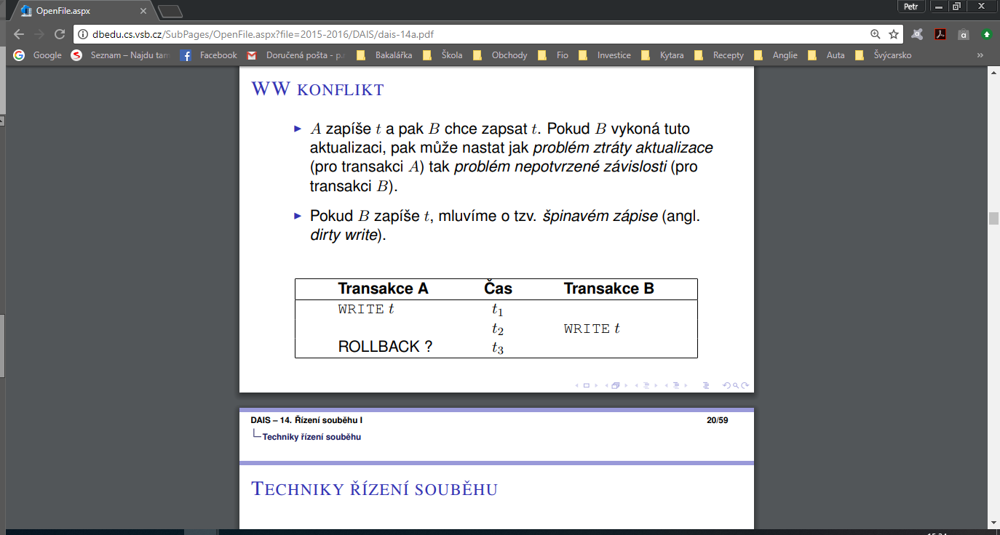 OpenFile.aspx
Petr
dbedu.cs.vsb.cz/SubPages/OpenFile.aspx?file=2015-2016/DAIS/dais-14a.pdf
Google Seznam – Najdu tam Facebook Doručená pošta - p.r Bakalářka Škola Obchody Fio Investice Kytara Recepty Anglie Auta Švýcarsko »
WW KONFLIKT
A zapíše t a pak B chce zapsat t. Pokud B vykoná tuto
aktualizaci, pak může nastat jak problém ztráty aktualizace
(pro transakci A) tak problém nepotvrzené závislosti (pro
transakci B).
Pokud B zapíše t, mluvíme o tzv. špinavém zápise (angl.
dirty write).
Transakce A Čas Transakce B
WRITE t t1
t2 WRITE t
ROLLBACK ? t3
DAIS – 14. Řízení souběhu I 20/59
Techniky řízení souběhu
TECHNIKY ŘÍZENÍ SOUBĚHU